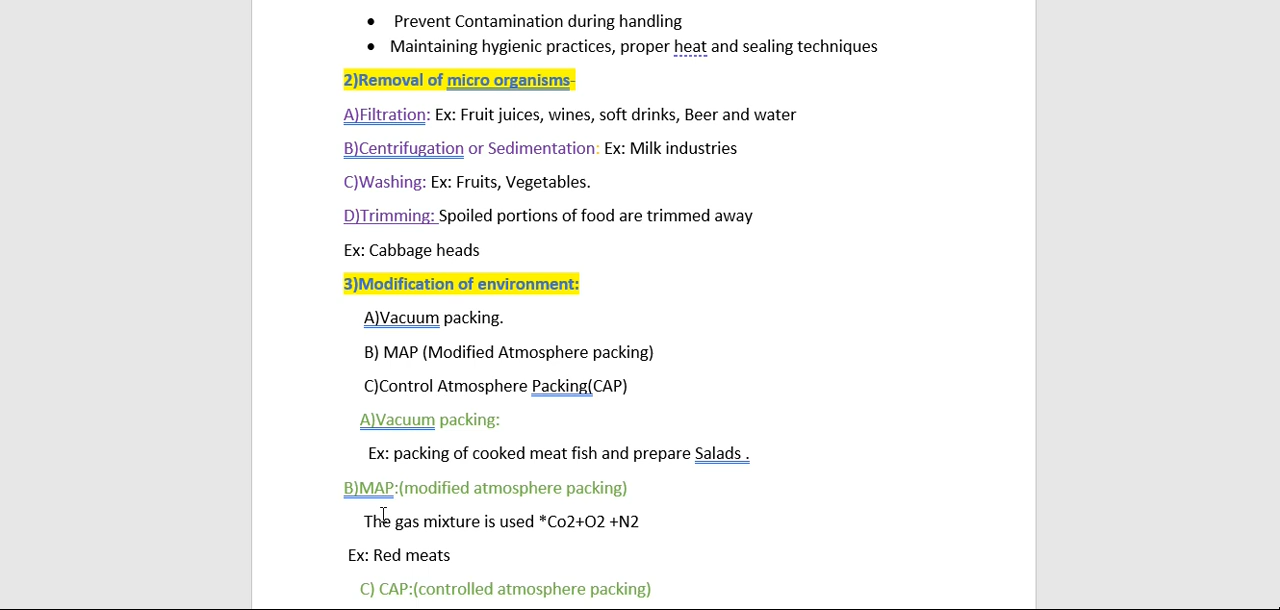 • Prevent Contamination during handling
• Maintaining hygienic practices, proper heat and sealing techniques
2)Removal of micro organisms-
A)Filtration: Ex: Fruit juices, wines, soft drinks, Beer and water
B)Centrifugation or Sedimentation: Ex: Milk industries
C)Washing: Ex: Fruits, Vegetables.
D)Trimming: Spoiled portions of food are trimmed away
Ex: Cabbage heads
3)Modification of environment:
A)Vacuum packing.
B) MAP (Modified Atmosphere packing)
C)Control Atmosphere Packing(CAP)
A)Vacuum packing:
Ex: packing of cooked meat fish and prepare Salads .
B)MAP:(modified atmosphere packing)
The gas mixture is used *Co2+O2 +N2
Ex: Red meats
C) CAP:(controlled atmosphere packing)